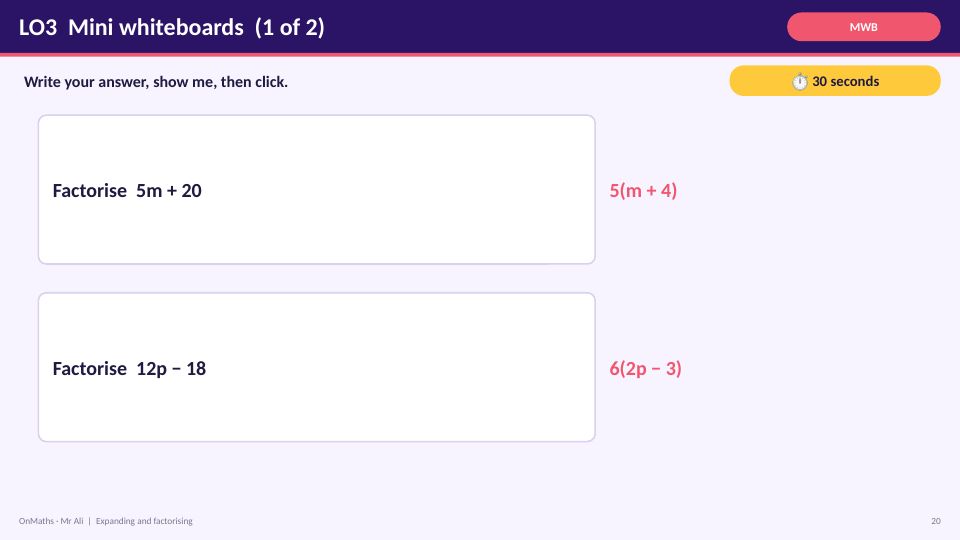 LO3  Mini whiteboards  (1 of 2)
MWB
Write your answer, show me, then click.
⏱ 30 seconds
Factorise  5m + 20
5(m + 4)
Factorise  12p − 18
6(2p − 3)
OnMaths - Mr Ali  |  Expanding and factorising
20